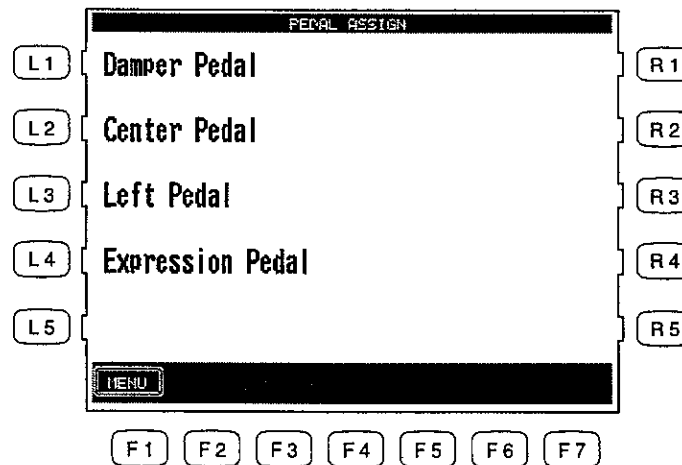 PEDAL ASSIGN
L1 Damper Pedal R1
L2 Center Pedal R2
L3 Left Pedal R3
L4 Expression Pedal R4
L5 R5
MENU
F1 F2 F3 F4 F5 F6 F7